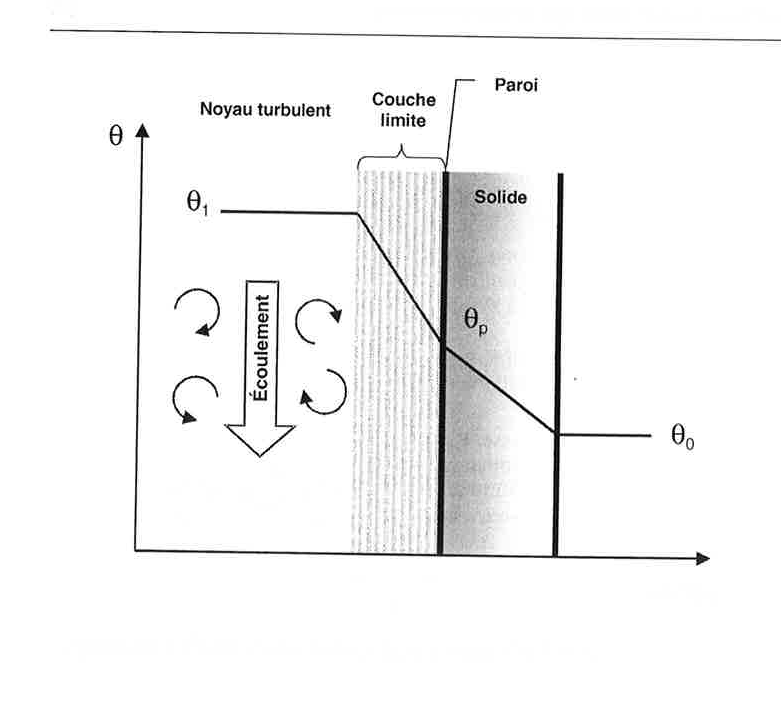 Paroi
Couche
limite
Noyau turbulent
θ
Solide
θ1
θp
Écoulement
θ0